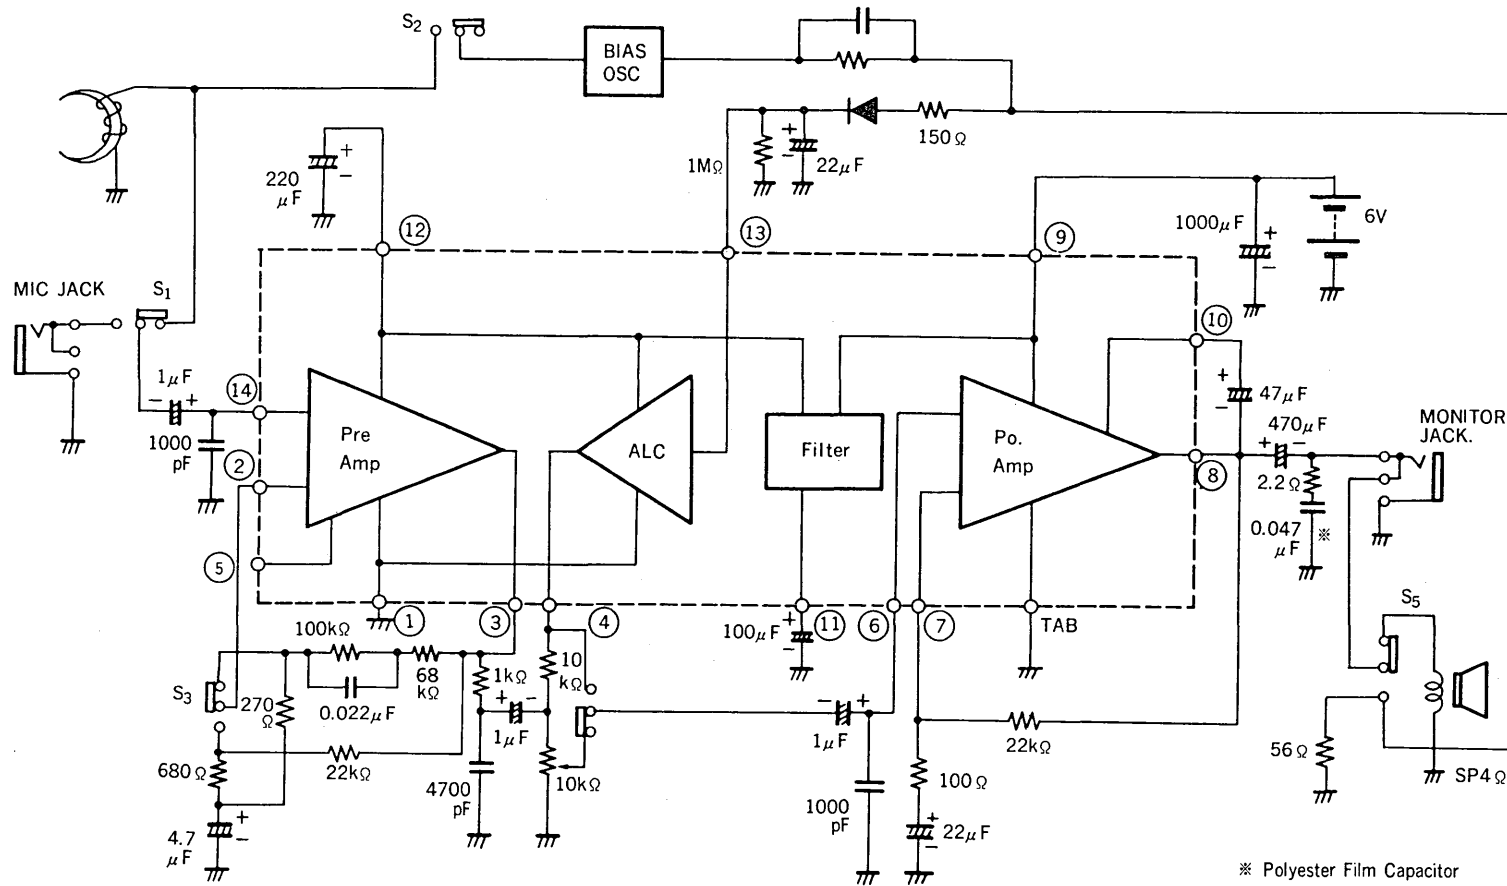 S2
BIAS
OSC
150Ω
1MΩ
+
−
22μF
+
−
220
μF
12
13
9
1000μF
+
−
6V
MIC JACK
S1
10
1μF
− +
14
1000
pF
2
5
Pre
Amp
ALC
Filter
Po.
Amp
+
−
47μF
470μF
+ −
8
2.2Ω
0.047
μF
※
MONITOR
JACK.
1
3
4
100μF
+
−
11
6
7
TAB
S5
100kΩ
68
kΩ
0.022μF
S3
270
Ω
1kΩ
10
kΩ
+ −
1μF
22kΩ
680Ω
4700
pF
10kΩ
− +
1μF
1000
pF
22kΩ
100Ω
+
−
22μF
4.7
μF
+
−
56Ω
SP4Ω
※ Polyester Film Capacitor